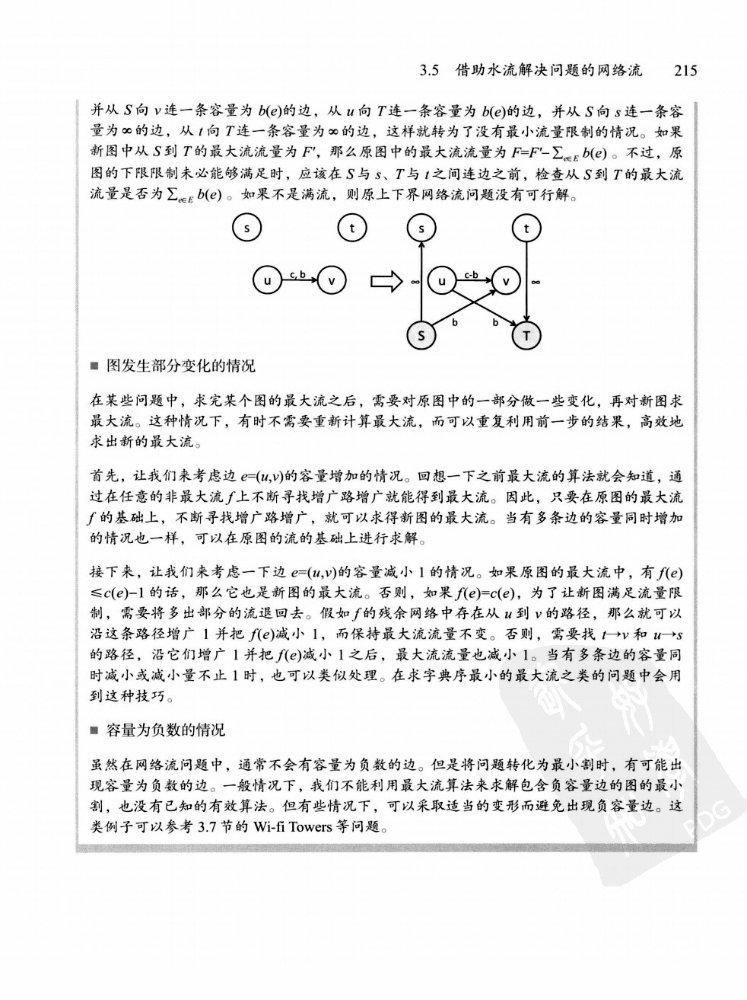 3.5 借助水流解决问题的网络流 215
并从 S向 v连一条容量为 b(e)的边，从 u向 T连一条容量为 b(e)的边，并从 S向 s连一条容
量为∞的边，从 t向 T连一条容量为∞的边，这样就转为了没有最小流量限制的情况。如果
新图中从 S到 T的最大流流量为 F'，那么原图中的最大流流量为 F=F'−∑e∈E b(e)。不过，原
图的下限限制未必能够满足时，应该在 S与 s、T与 t之间连边之前，检查从 S到 T的最大流
流量是否为 ∑e∈E b(e)。如果不是满流，则原上下界网络流问题没有可行解。
s t s t
u c, b v ∞ u c-b v ∞
b b
S T
■ 图发生部分变化的情况
在某些问题中，求完某个图的最大流之后，需要对原图中的一部分做一些变化，再对新图求
最大流。这种情况下，有时不需要重新计算最大流，而可以重复利用前一步的结果，高效地
求出新的最大流。
首先，让我们来考虑边 e=(u,v)的容量增加的情况。回想一下之前最大流的算法就会知道，通
过在任意的非最大流 f上不断寻找增广路增广就能得到最大流。因此，只要在原图的最大流
f 的基础上，不断寻找增广路增广，就可以求得新图的最大流。当有多条边的容量同时增加
的情况也一样，可以在原图的流的基础上进行求解。
接下来，让我们来考虑一下边 e=(u,v)的容量减小 1 的情况。如果原图的最大流中，有 f(e)
≤c(e)−1 的话，那么它也是新图的最大流。否则，如果 f(e)=c(e)，为了让新图满足流量限
制，需要将多出部分的流退回去。假如 f的残余网络中存在从 u 到 v 的路径，那么就可以
沿这条路径增广 1 并把 f(e)减小 1，而保持最大流流量不变。否则，需要找 t→v 和 u→s
的路径，沿它们增广 1 并把 f(e)减小 1 之后，最大流流量也减小 1。当有多条边的容量同
时减小或减小量不止 1 时，也可以类似处理。在求字典序最小的最大流之类的问题中会用
到这种技巧。
■ 容量为负数的情况
虽然在网络流问题中，通常不会有容量为负数的边。但是将问题转化为最小割时，有可能出
现容量为负数的边。一般情况下，我们不能利用最大流算法来求解包含负容量边的图的最小
割，也没有已知的有效算法。但有些情况下，可以采取适当的变形而避免出现负容量边。这
类例子可以参考 3.7 节的 Wi-fi Towers 等问题。
PDG